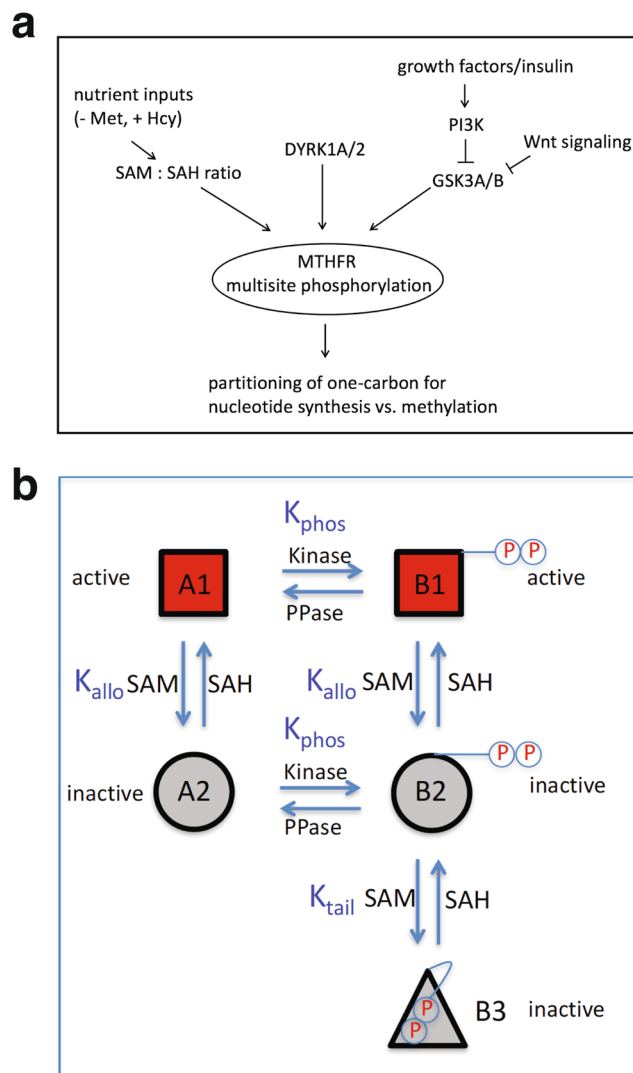 a
growth factors/insulin
nutrient inputs
(- Met, + Hcy)
PI3K
DYRK1A/2
Wnt signaling
SAM : SAH ratio
GSK3A/B
MTHFR
multisite phosphorylation
partitioning of one-carbon for
nucleotide synthesis vs. methylation
b
Kphos
Kinase
P P
active A1 B1 active
PPase
Kallo SAM SAH Kallo SAM SAH
Kphos
Kinase
P P
inactive A2 B2 inactive
PPase
Ktail SAM SAH
P
P
B3 inactive